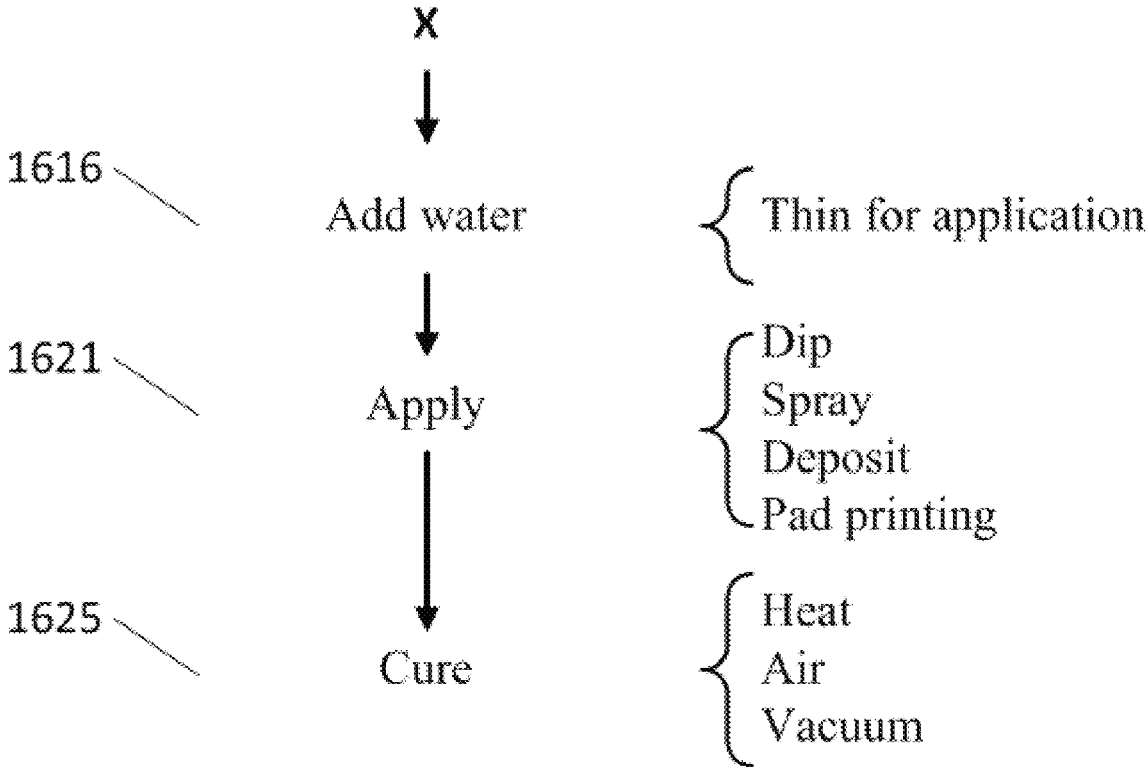 X
1616
Add water
Thin for application
1621
Apply
Dip
Spray
Deposit
Pad printing
1625
Cure
Heat
Air
Vacuum